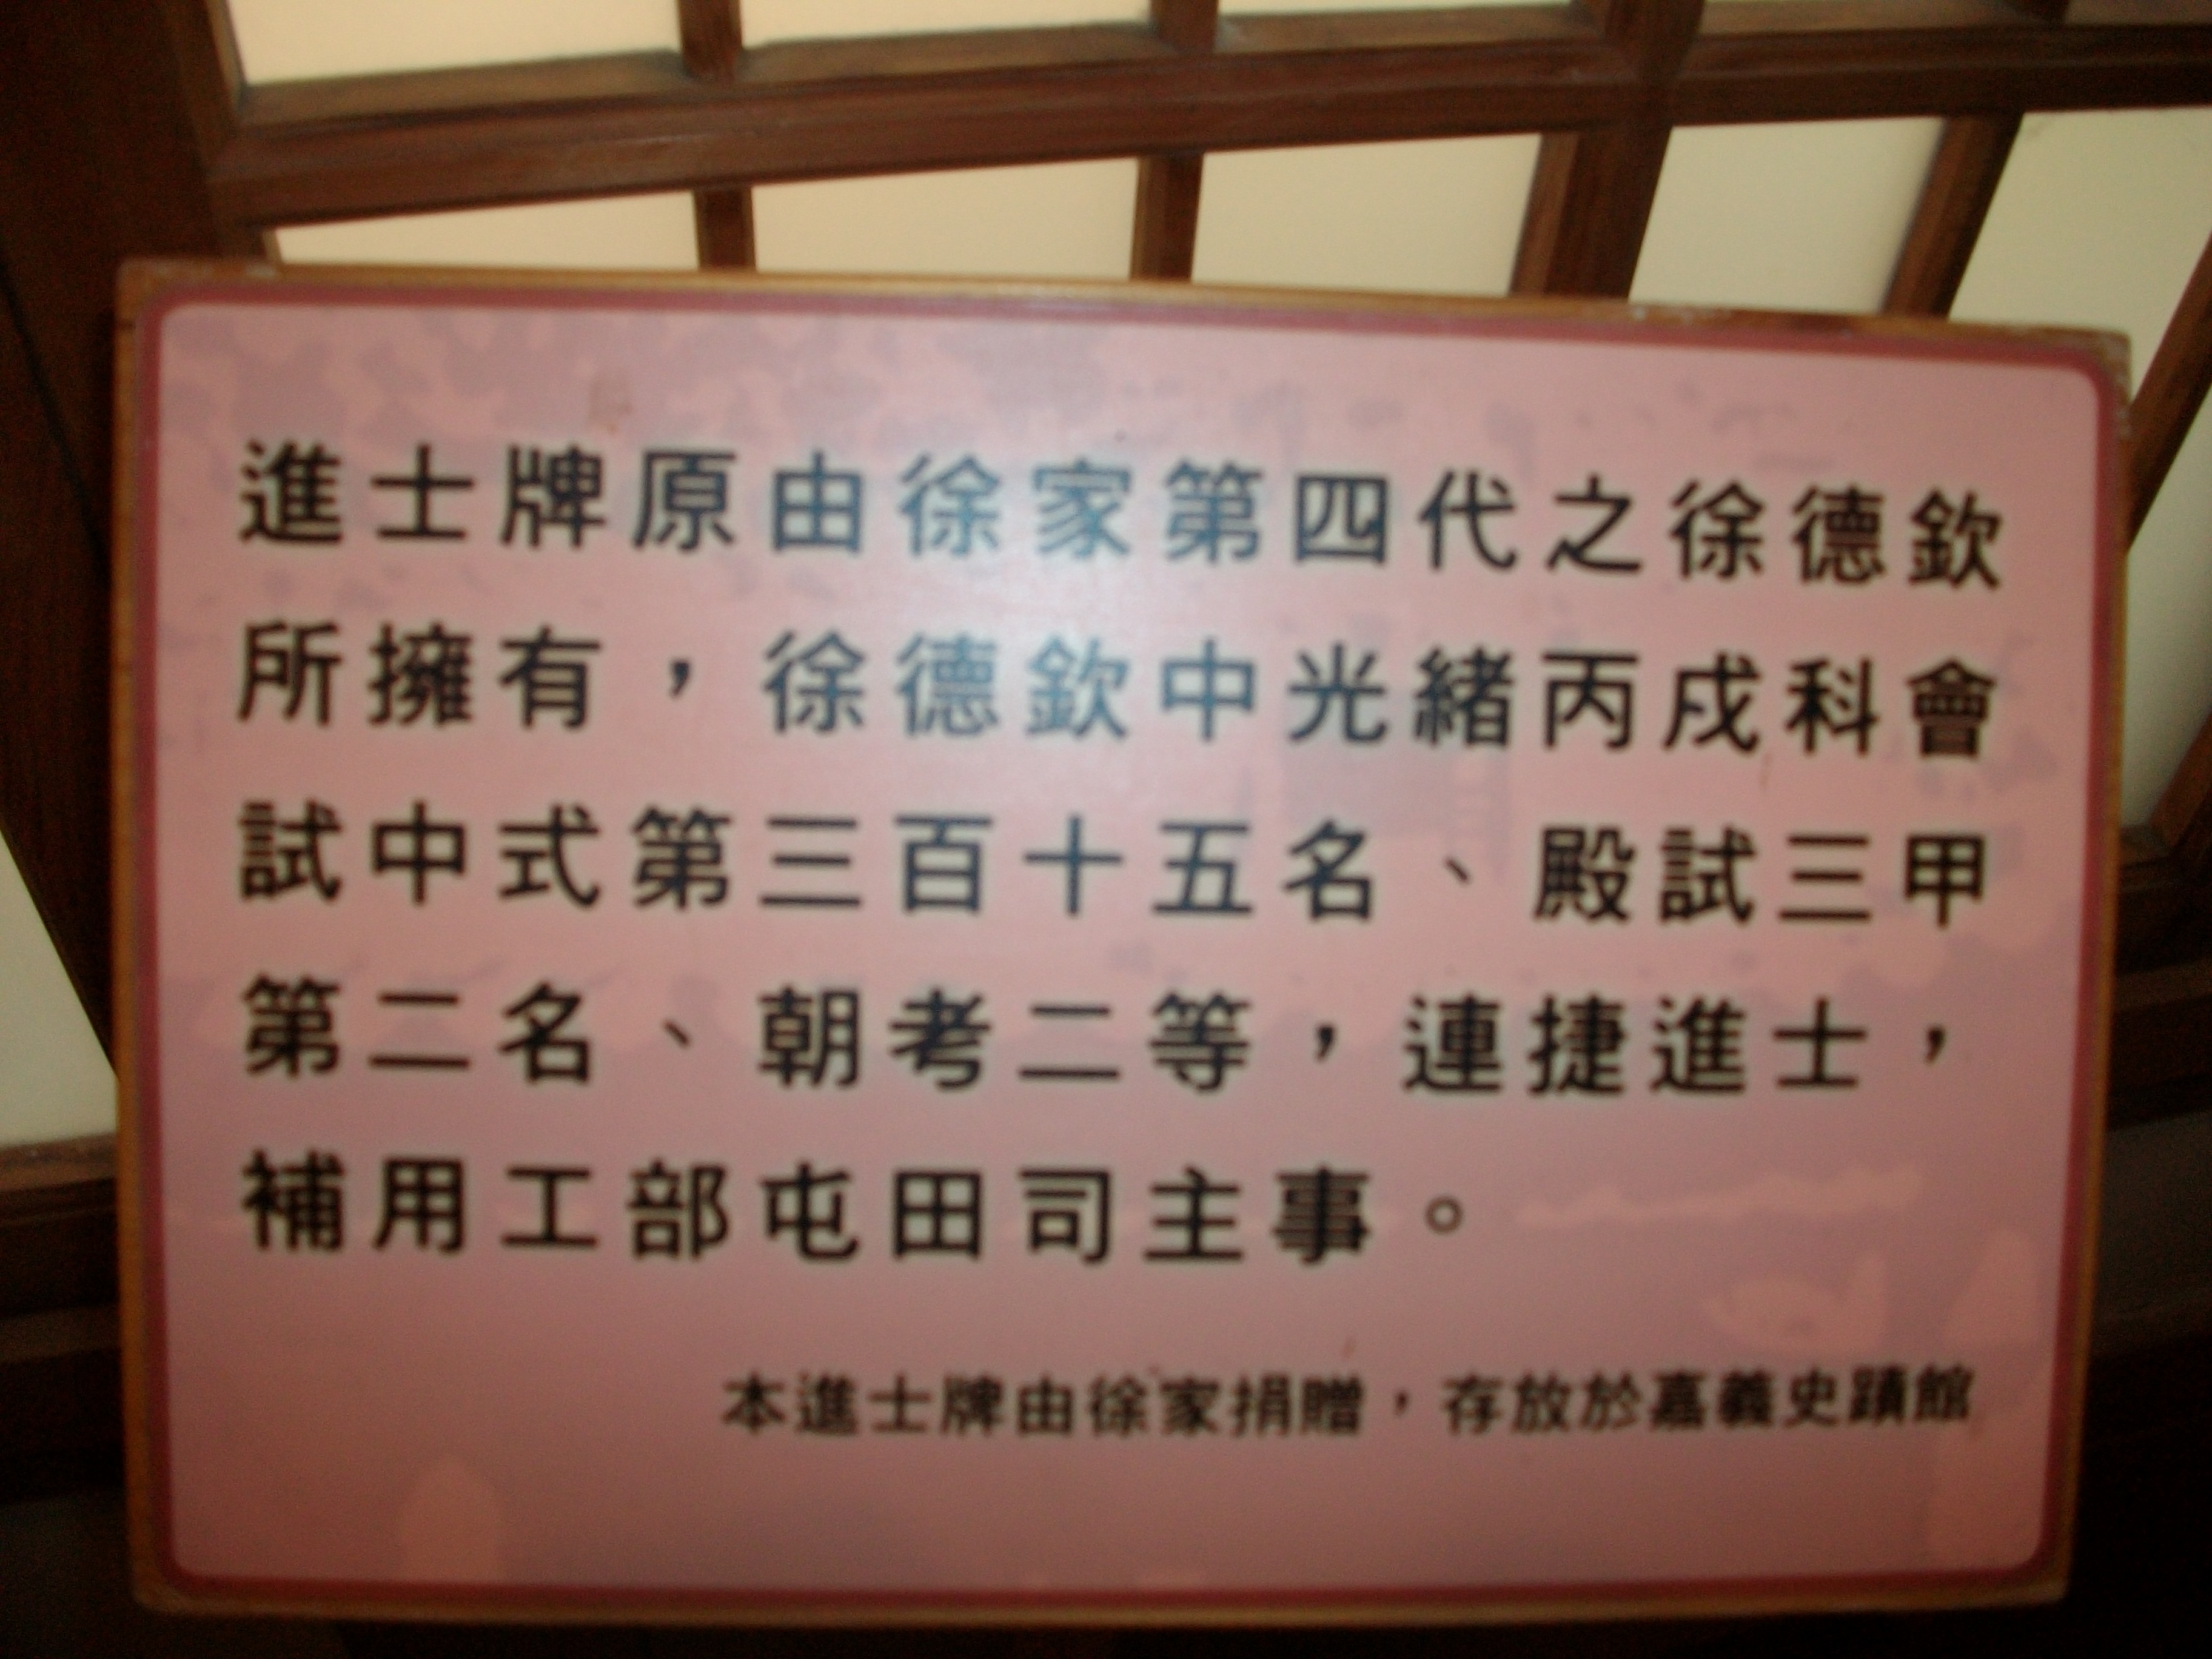 進士牌原由徐家第四代之徐德欽
所擁有，徐德欽中光緒丙戌科會
試中式第三百十五名、殿試三甲
第二名、朝考二等，連捷進士，
補用工部屯田司主事。
本進士牌由徐家捐贈，存放於嘉義史蹟館